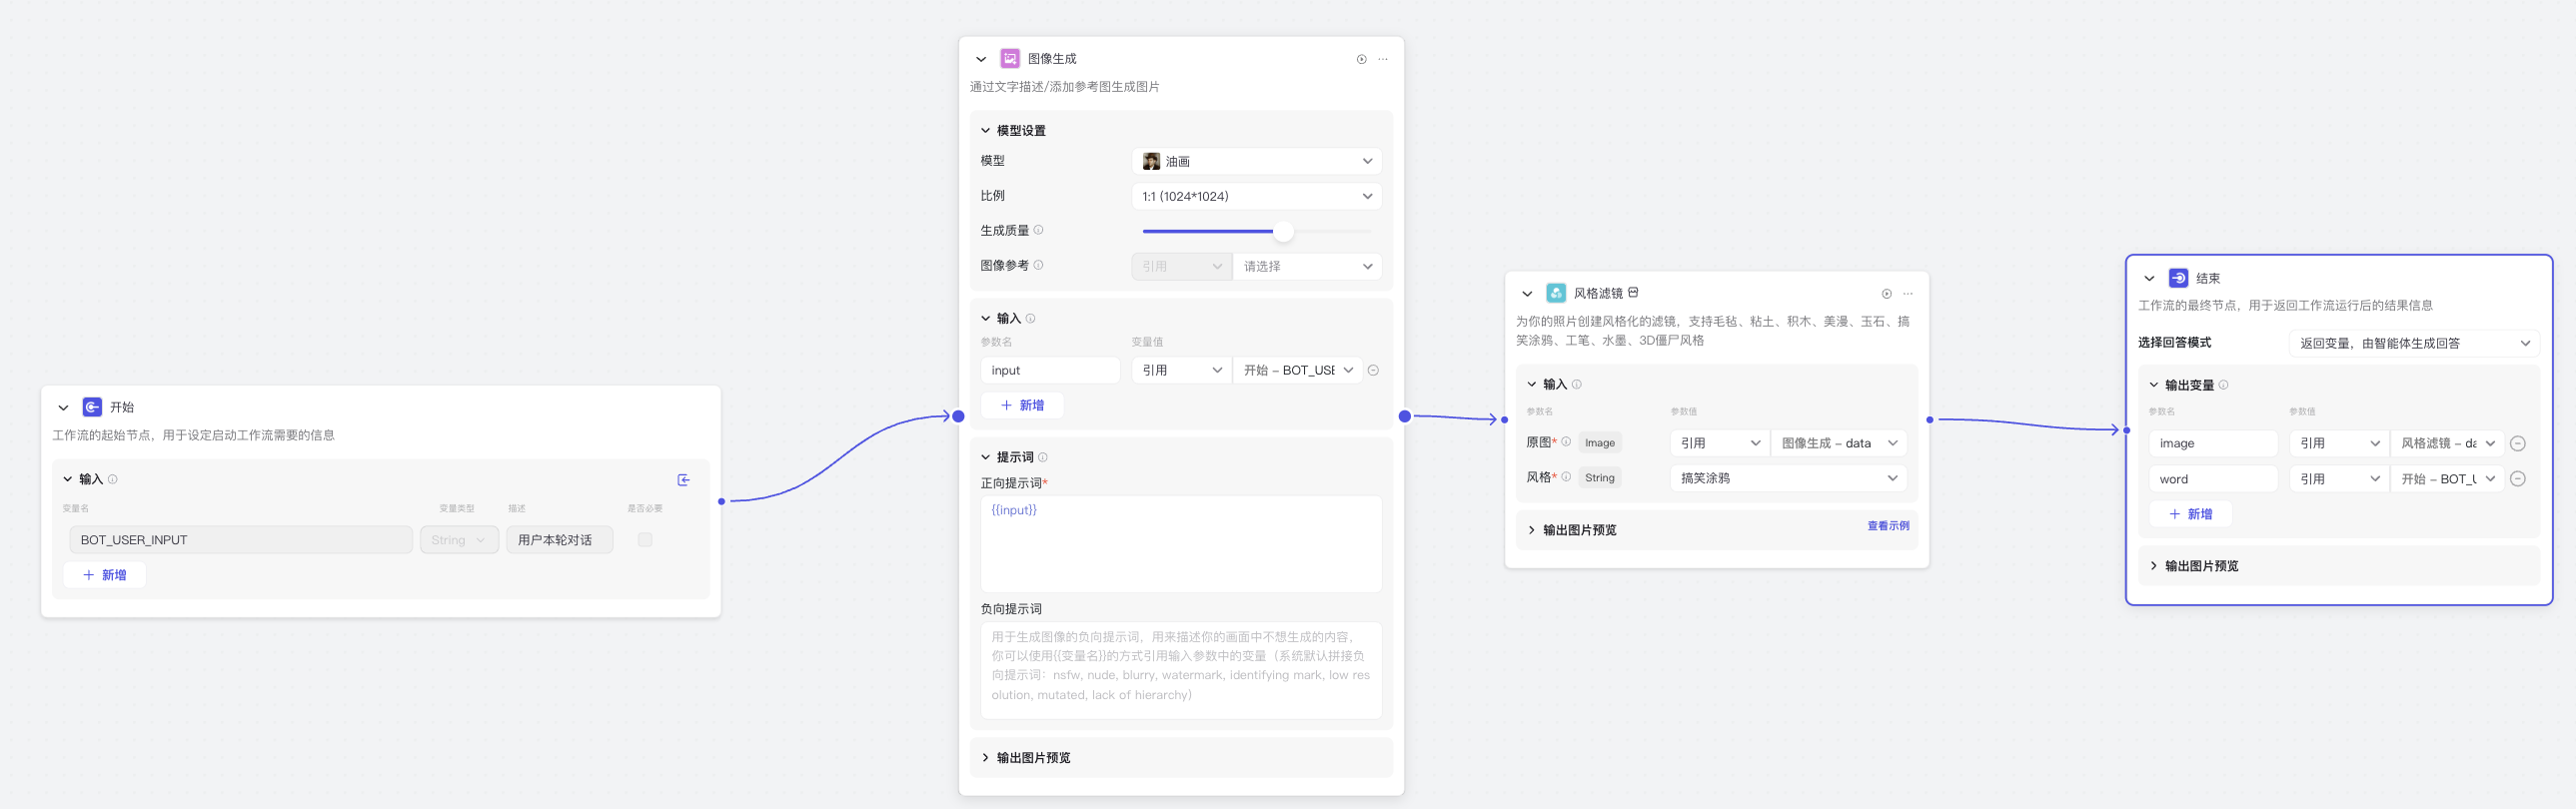 开始
工作流的起始节点，用于设定启动工作流需要的信息
输入
变量名 变量类型 描述 是否必要
BOT_USER_INPUT String 用户本轮对话
新增
图像生成
通过文字描述/添加参考图生成图片
模型设置
模型 油画
比例 1:1 (1024*1024)
生成质量
图像参考 引用 请选择
输入
参数名 变量值
input 引用 开始 – BOT_USE
新增
提示词
正向提示词*
{{input}}
负向提示词
用于生成图像的负向提示词，用来描述你的画面中不想生成的内容，
你可以使用{{变量名}}的方式引用输入参数中的变量（系统默认拼接负
向提示词：nsfw, nude, blurry, watermark, identifying mark, low res
olution, mutated, lack of hierarchy）
输出图片预览
风格滤镜
为你的照片创建风格化的滤镜，支持毛毡、粘土、积木、美漫、玉石、搞
笑涂鸦、工笔、水墨、3D僵尸风格
输入
参数名 参数值
原图* Image 引用 图像生成 – data
风格* String 搞笑涂鸦
输出图片预览 查看示例
结束
工作流的最终节点，用于返回工作流运行后的结果信息
选择回答模式 返回变量，由智能体生成回答
输出变量
参数名 参数值
image 引用 风格滤镜 – da
word 引用 开始 – BOT_U
新增
输出图片预览